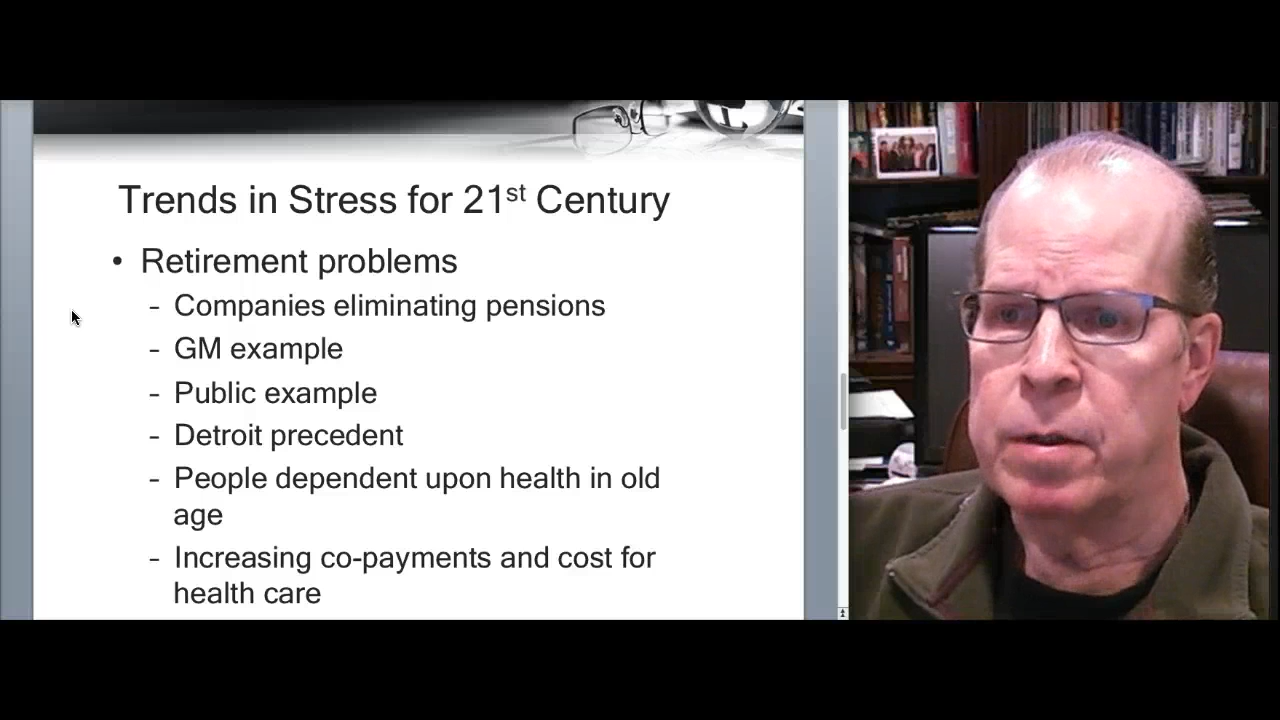 Trends in Stress for 21st Century
• Retirement problems
- Companies eliminating pensions
- GM example
- Public example
- Detroit precedent
- People dependent upon health in old
age
- Increasing co-payments and cost for
health care